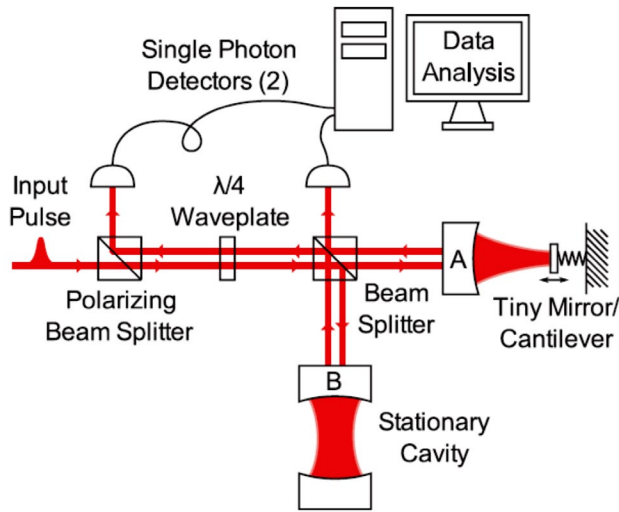 Single Photon
Detectors (2)
Data
Analysis
Input
Pulse
λ/4
Waveplate
Polarizing
Beam Splitter
Beam
Splitter
A
Tiny Mirror/
Cantilever
B
Stationary
Cavity